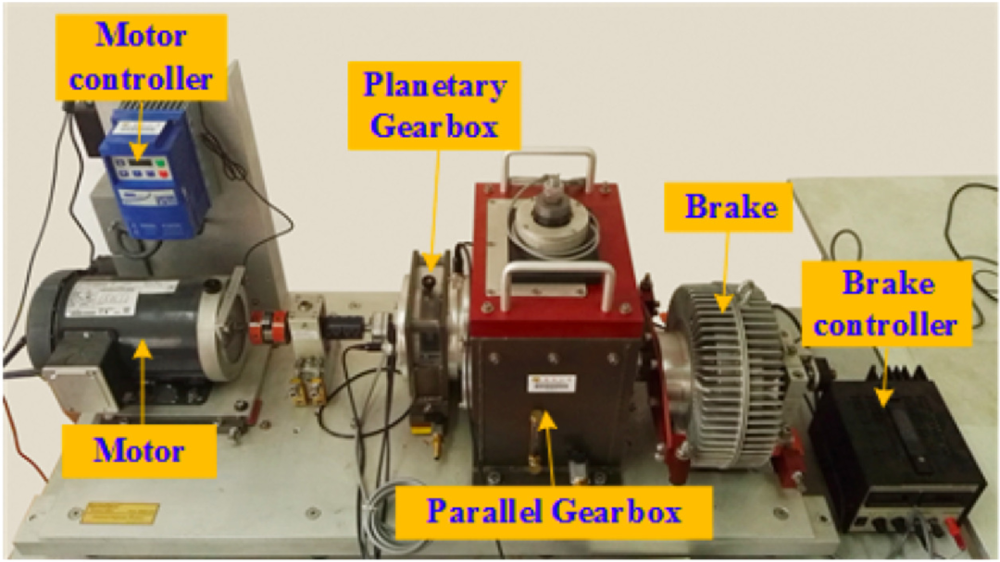 Motor
controller
Planetary
Gearbox
Brake
Brake
controller
Motor
Parallel Gearbox